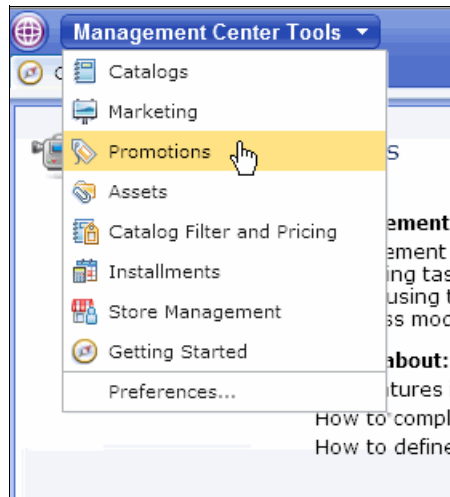 Management Center Tools
Catalogs
Marketing
Promotions
Assets
Catalog Filter and Pricing
Installments
Store Management
Getting Started
Preferences...
How to
How to define